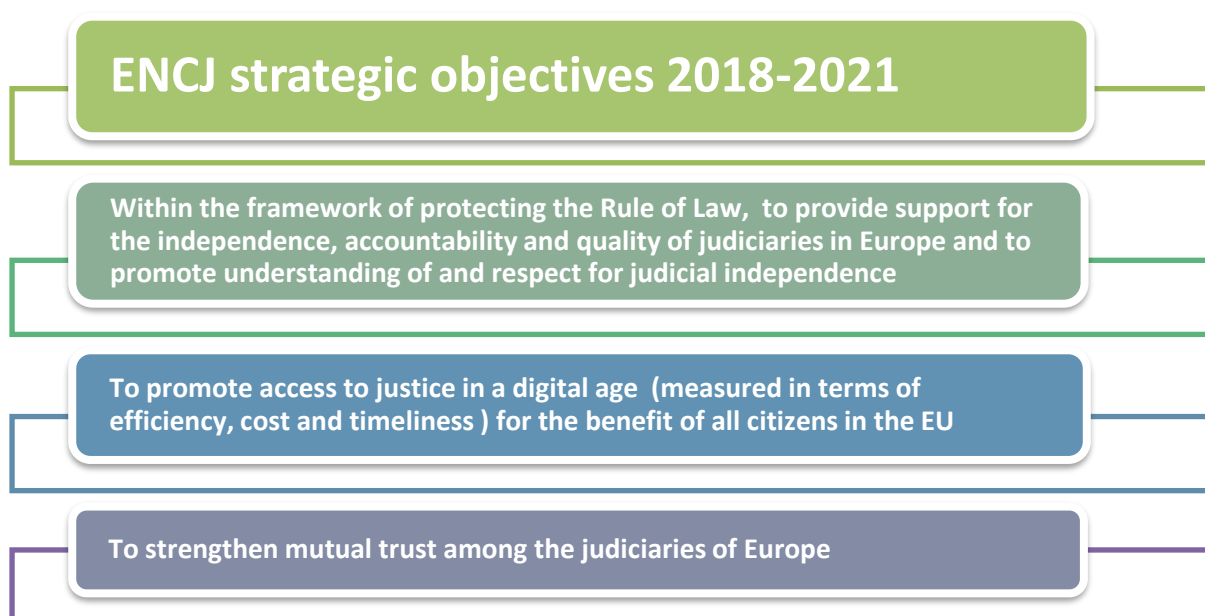 ENCJ strategic objectives 2018-2021
Within the framework of protecting the Rule of Law,  to provide support for
the independence, accountability and quality of judiciaries in Europe and to
promote understanding of and respect for judicial independence
To promote access to justice in a digital age  (measured in terms of
efficiency, cost and timeliness ) for the benefit of all citizens in the EU
To strengthen mutual trust among the judiciaries of Europe